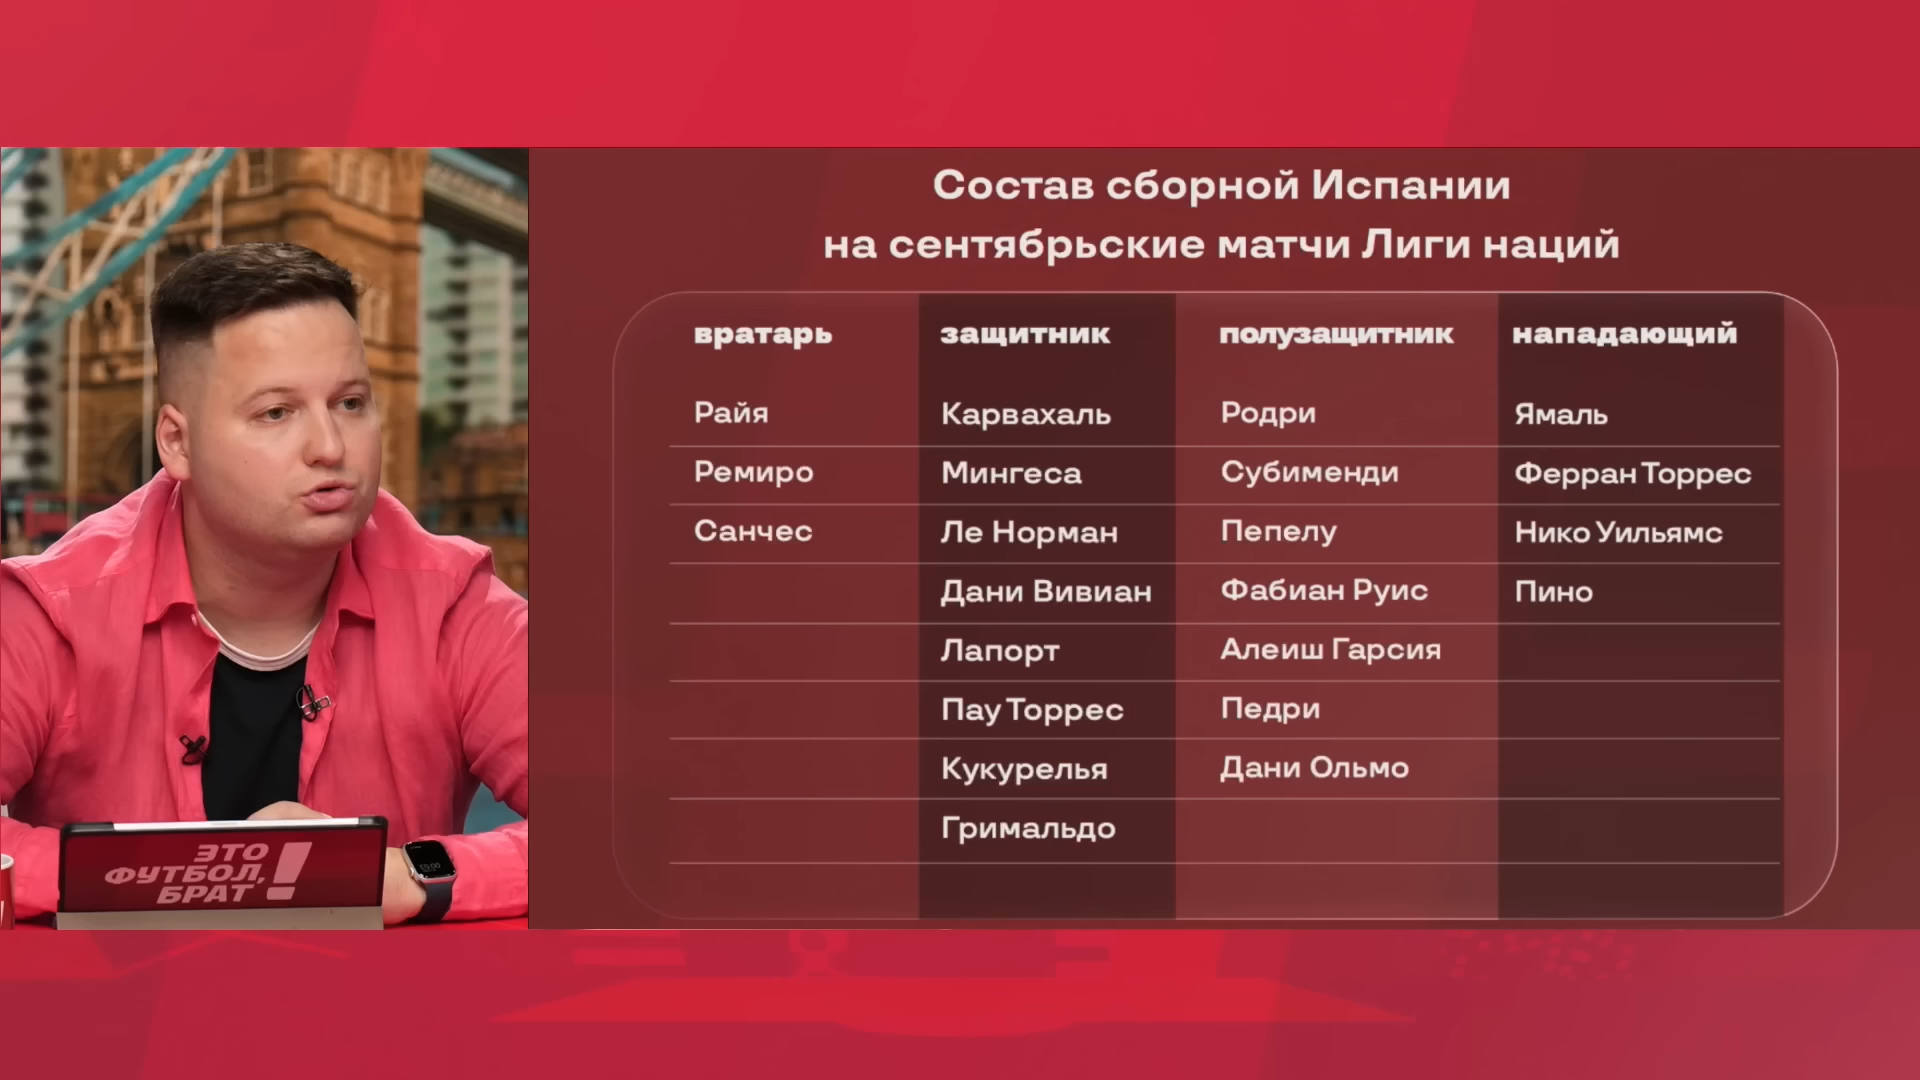 Состав сборной Испании
на сентябрьские матчи Лиги наций
вратарь защитник полузащитник нападающий
Райя Карвахаль Родри Ямаль
Ремиро Мингеса Субименди Ферран Торрес
Санчес Ле Норман Пепелу Нико Уильямс
Дани Вивиан Фабиан Руис Пино
Лапорт Алеиш Гарсия
Пау Торрес Педри
Кукурелья Дани Ольмо
Гримальдо
ЭТО
ФУТБОЛ,
БРАТ!